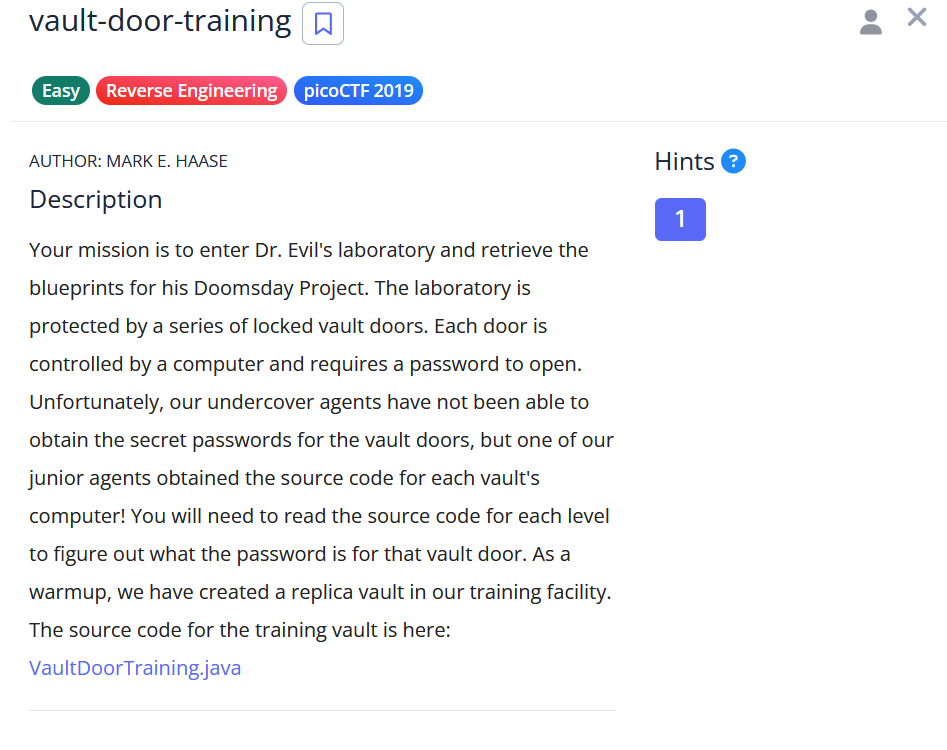 vault-door-training
Easy Reverse Engineering picoCTF 2019
AUTHOR: MARK E. HAASE
Description
Your mission is to enter Dr. Evil's laboratory and retrieve the
blueprints for his Doomsday Project. The laboratory is
protected by a series of locked vault doors. Each door is
controlled by a computer and requires a password to open.
Unfortunately, our undercover agents have not been able to
obtain the secret passwords for the vault doors, but one of our
junior agents obtained the source code for each vault's
computer! You will need to read the source code for each level
to figure out what the password is for that vault door. As a
warmup, we have created a replica vault in our training facility.
The source code for the training vault is here:
VaultDoorTraining.java
Hints ?
1